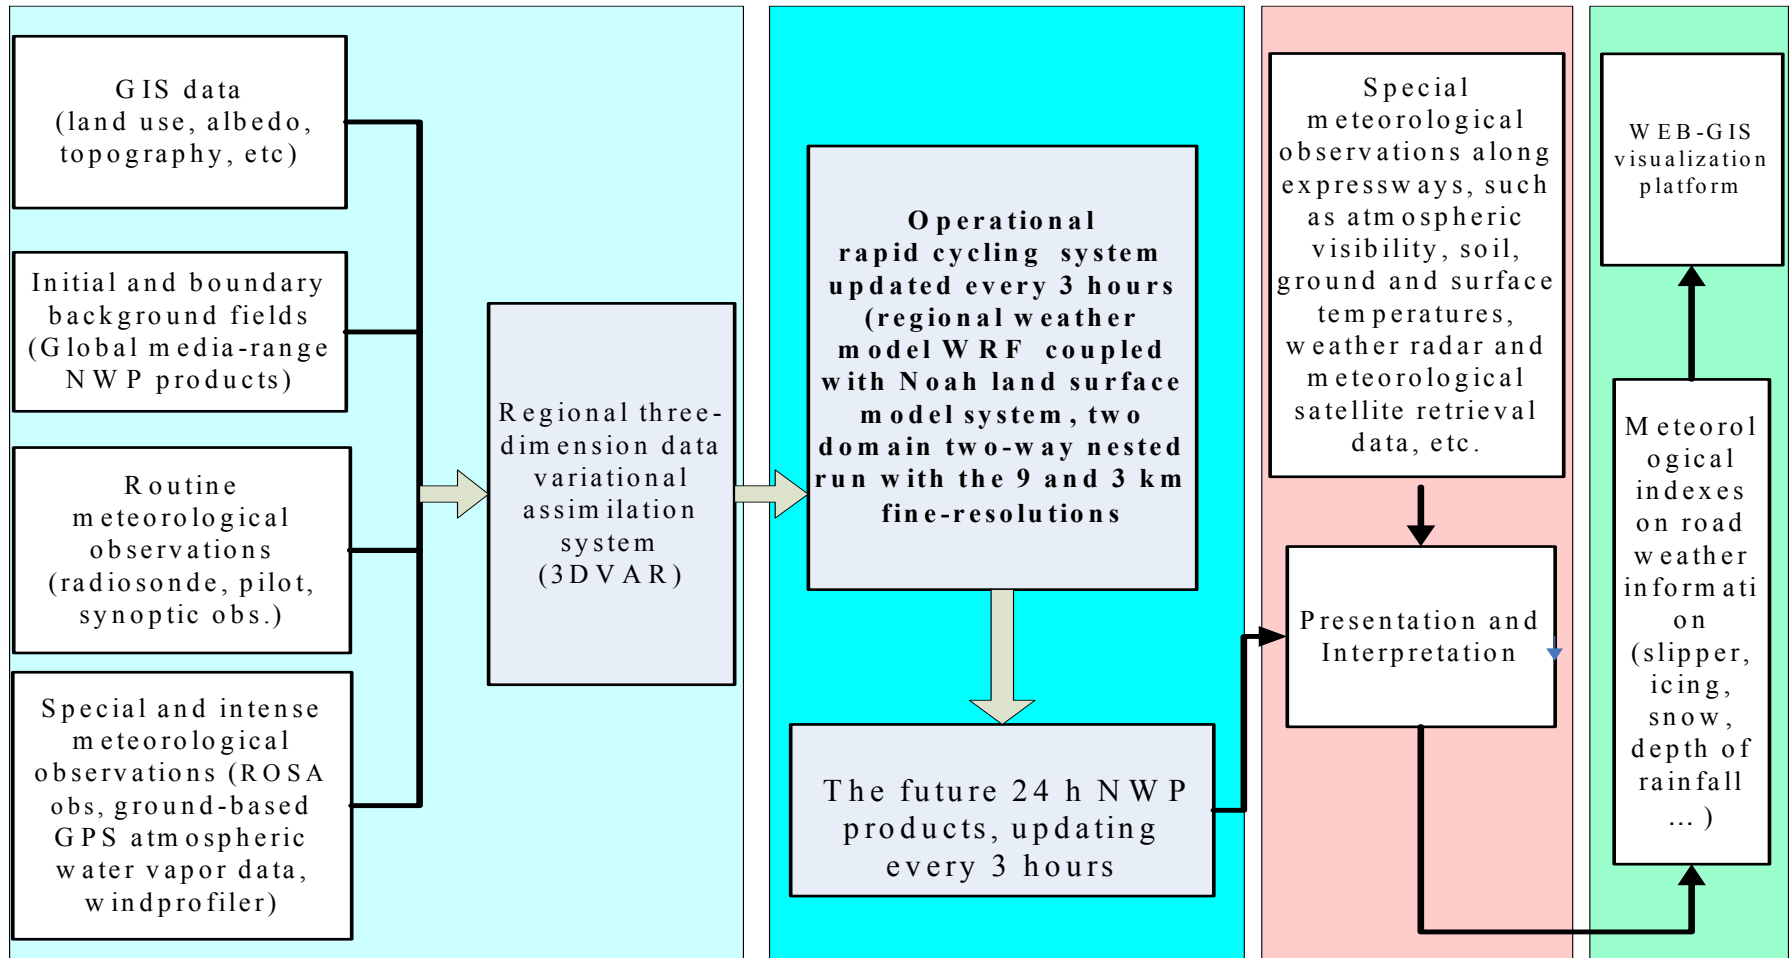 GIS data
(land use, albedo,
topography, etc)
Initial and boundary
background fields
(Global media-range
NWP products)
Routine
meteorological
observations
(radiosonde, pilot,
synoptic obs.)
Special and intense
meteorological
observations (ROSA
obs, ground-based
GPS atmospheric
water vapor data,
windprofiler)
Regional three-
dimension data
variational
assimilation
system
(3DVAR)
Operational
rapid cycling system
updated every 3 hours
(regional weather
model WRF coupled
with Noah land surface
model system, two
domain two-way nested
run with the 9 and 3 km
fine-resolutions
The future 24 h NWP
products, updating
every 3 hours
Special
meteorological
observations along
expressways, such
as atmospheric
visibility, soil,
ground and surface
temperatures,
weather radar and
meteorological
satellite retrieval
data, etc.
Presentation and
Interpretation
WEB-GIS
visualization
platform
Meteorol
ogical
indexes
on road
weather
informati
on
(slipper,
icing,
snow,
depth of
rainfall
...)